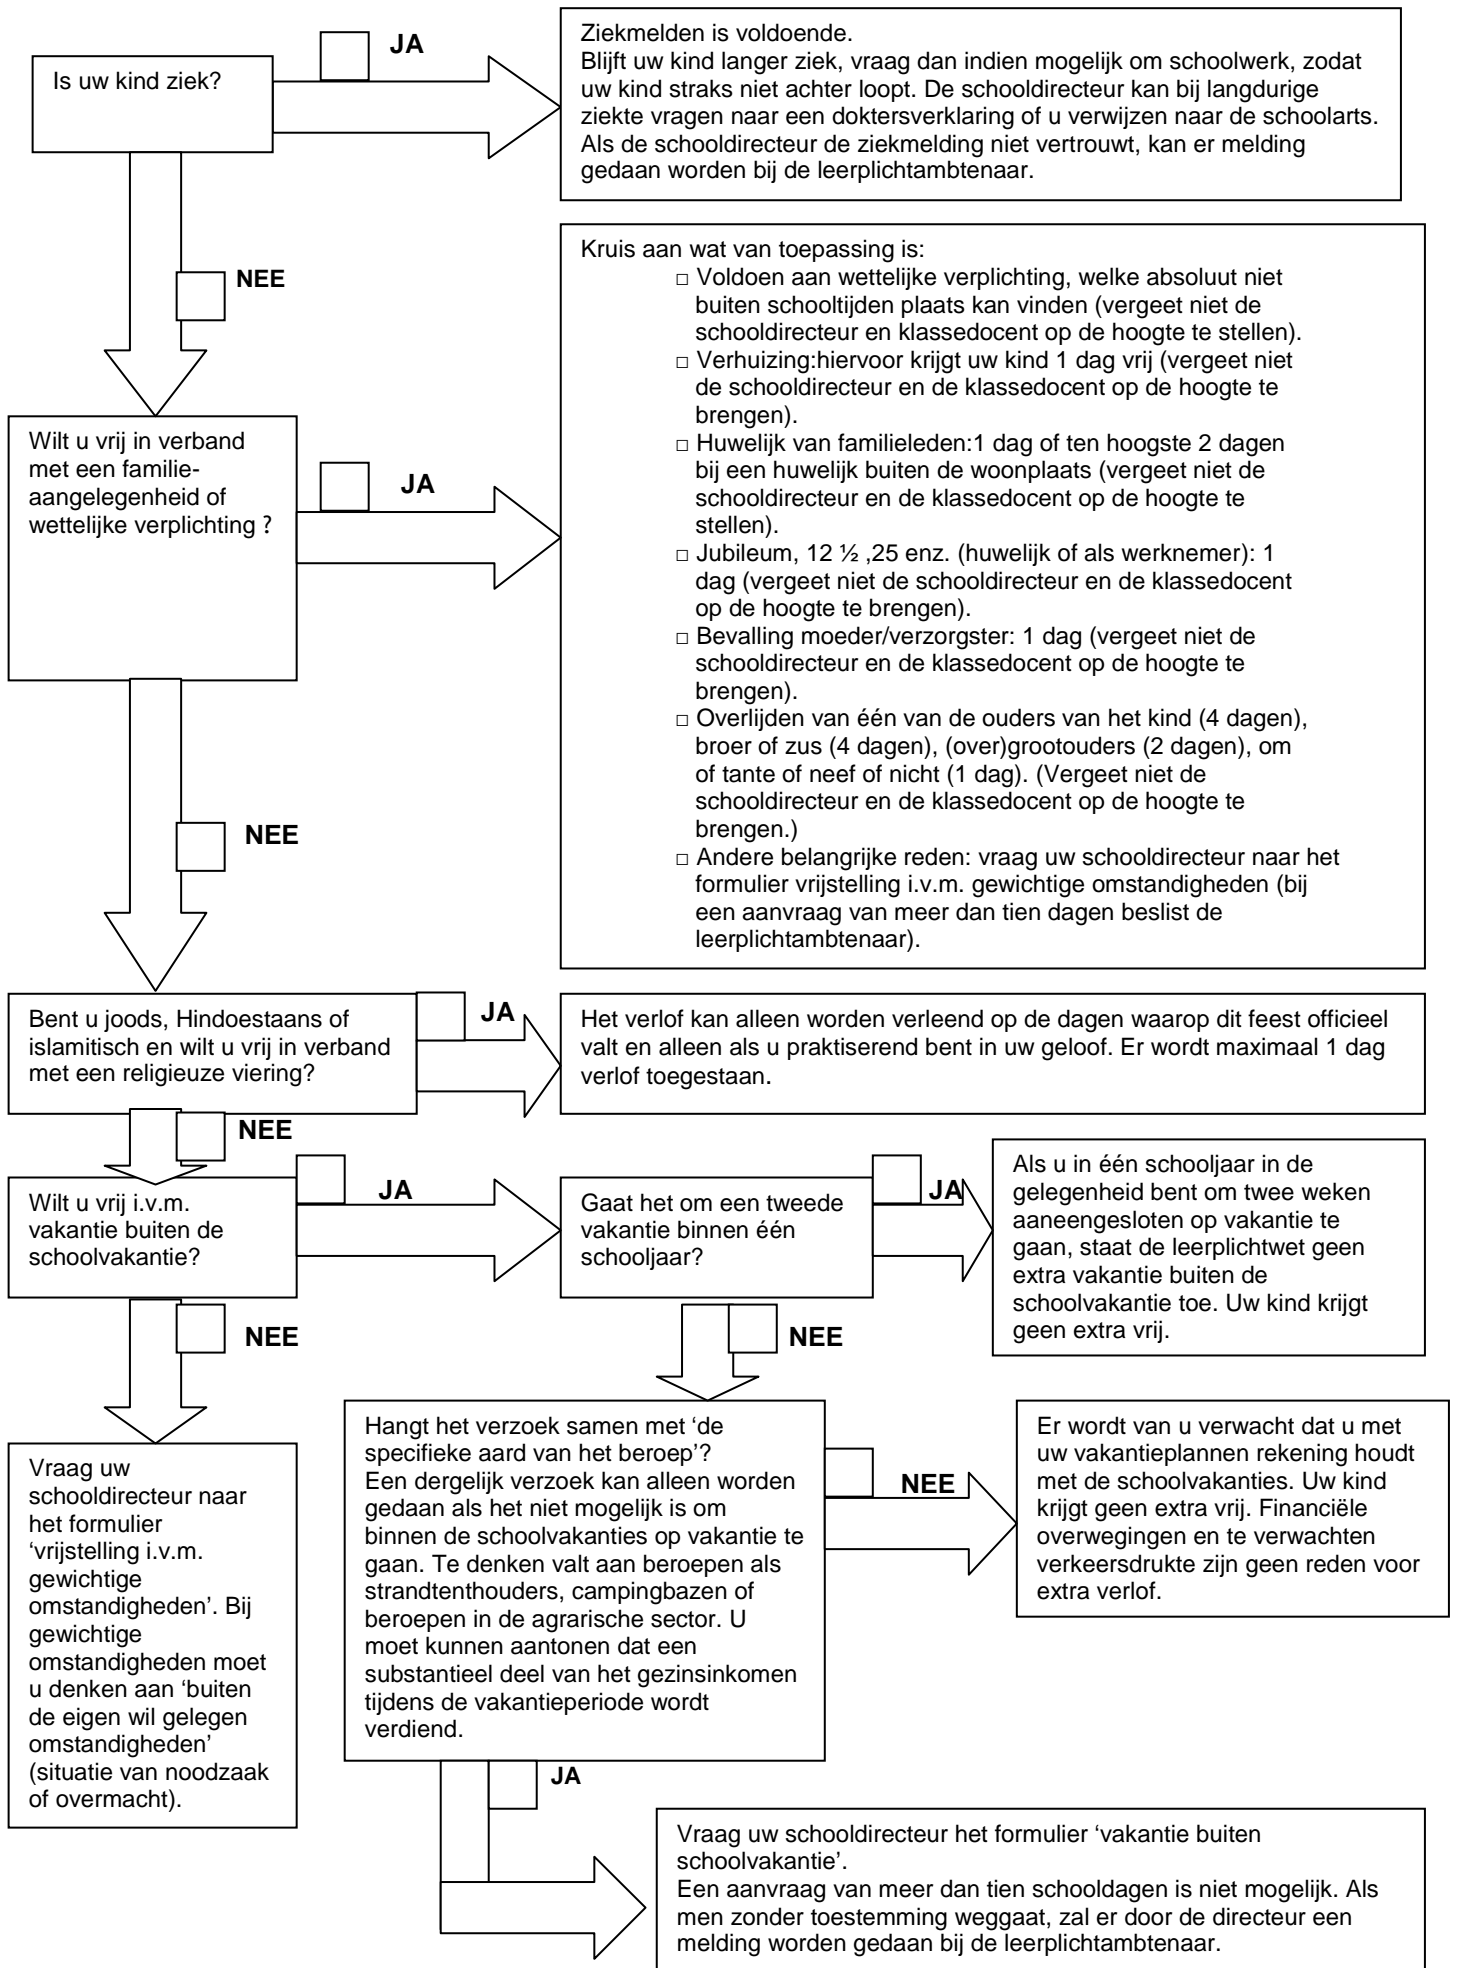 Is uw kind ziek?
JA
Ziekmelden is voldoende.
Blijft uw kind langer ziek, vraag dan indien mogelijk om schoolwerk, zodat
uw kind straks niet achter loopt. De schooldirecteur kan bij langdurige
ziekte vragen naar een doktersverklaring of u verwijzen naar de schoolarts.
Als de schooldirecteur de ziekmelding niet vertrouwt, kan er melding
gedaan worden bij de leerplichtambtenaar.
NEE
Wilt u vrij in verband
met een familie-
aangelegenheid of
wettelijke verplichting ?
JA
Kruis aan wat van toepassing is:
□ Voldoen aan wettelijke verplichting, welke absoluut niet
buiten schooltijden plaats kan vinden (vergeet niet de
schooldirecteur en klassedocent op de hoogte te stellen).
□ Verhuizing:hiervoor krijgt uw kind 1 dag vrij (vergeet niet
de schooldirecteur en de klassedocent op de hoogte te
brengen).
□ Huwelijk van familieleden:1 dag of ten hoogste 2 dagen
bij een huwelijk buiten de woonplaats (vergeet niet de
schooldirecteur en de klassedocent op de hoogte te
stellen).
□ Jubileum, 12 ½ ,25 enz. (huwelijk of als werknemer): 1
dag (vergeet niet de schooldirecteur en de klassedocent
op de hoogte te brengen).
□ Bevalling moeder/verzorgster: 1 dag (vergeet niet de
schooldirecteur en de klassedocent op de hoogte te
brengen).
□ Overlijden van één van de ouders van het kind (4 dagen),
broer of zus (4 dagen), (over)grootouders (2 dagen), om
of tante of neef of nicht (1 dag). (Vergeet niet de
schooldirecteur en de klassedocent op de hoogte te
brengen.)
□ Andere belangrijke reden: vraag uw schooldirecteur naar het
formulier vrijstelling i.v.m. gewichtige omstandigheden (bij
een aanvraag van meer dan tien dagen beslist de
leerplichtambtenaar).
NEE
Bent u joods, Hindoestaans of
islamitisch en wilt u vrij in verband
met een religieuze viering?
JA
Het verlof kan alleen worden verleend op de dagen waarop dit feest officieel
valt en alleen als u praktiserend bent in uw geloof. Er wordt maximaal 1 dag
verlof toegestaan.
NEE
Wilt u vrij i.v.m.
vakantie buiten de
schoolvakantie?
JA
Gaat het om een tweede
vakantie binnen één
schooljaar?
JA
Als u in één schooljaar in de
gelegenheid bent om twee weken
aaneengesloten op vakantie te
gaan, staat de leerplichtwet geen
extra vakantie buiten de
schoolvakantie toe. Uw kind krijgt
geen extra vrij.
NEE
NEE
Vraag uw
schooldirecteur naar
het formulier
‘vrijstelling i.v.m.
gewichtige
omstandigheden’. Bij
gewichtige
omstandigheden moet
u denken aan ‘buiten
de eigen wil gelegen
omstandigheden’
(situatie van noodzaak
of overmacht).
Hangt het verzoek samen met ‘de
specifieke aard van het beroep’?
Een dergelijk verzoek kan alleen worden
gedaan als het niet mogelijk is om
binnen de schoolvakanties op vakantie te
gaan. Te denken valt aan beroepen als
strandtenthouders, campingbazen of
beroepen in de agrarische sector. U
moet kunnen aantonen dat een
substantieel deel van het gezinsinkomen
tijdens de vakantieperiode wordt
verdiend.
NEE
Er wordt van u verwacht dat u met
uw vakantieplannen rekening houdt
met de schoolvakanties. Uw kind
krijgt geen extra vrij. Financiële
overwegingen en te verwachten
verkeersdrukte zijn geen reden voor
extra verlof.
JA
Vraag uw schooldirecteur het formulier ‘vakantie buiten
schoolvakantie’.
Een aanvraag van meer dan tien schooldagen is niet mogelijk. Als
men zonder toestemming weggaat, zal er door de directeur een
melding worden gedaan bij de leerplichtambtenaar.